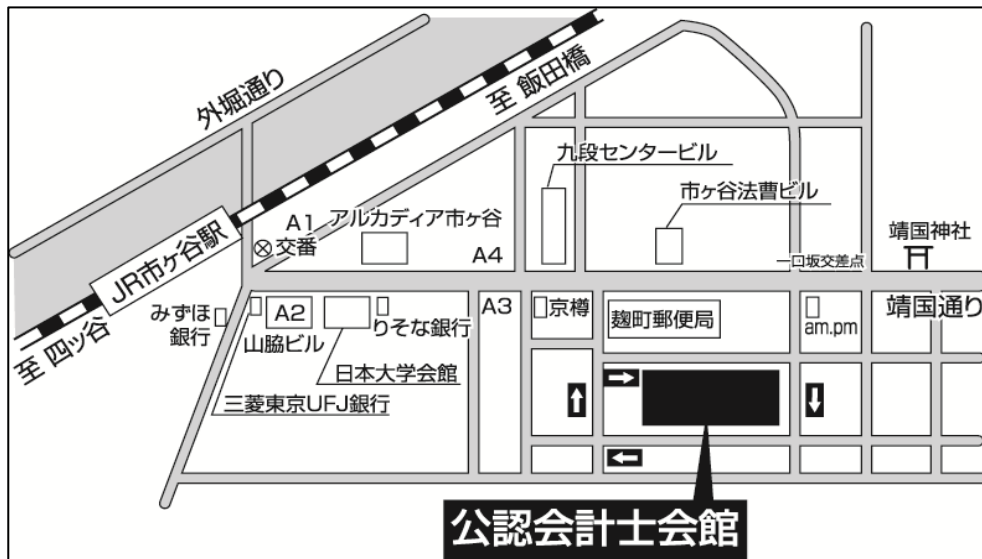 外堀通り
至 飯田橋
九段センタービル
市ヶ谷法曹ビル
A1
交番
アルカディア市ヶ谷
A4
靖国神社
一口坂交差点
JR市ヶ谷駅
至 四ッ谷
みずほ
銀行
A2
山脇ビル
りそな銀行
日本大学会館
三菱東京UFJ銀行
A3
京樽
麹町郵便局
am.pm
靖国通り
公認会計士会館